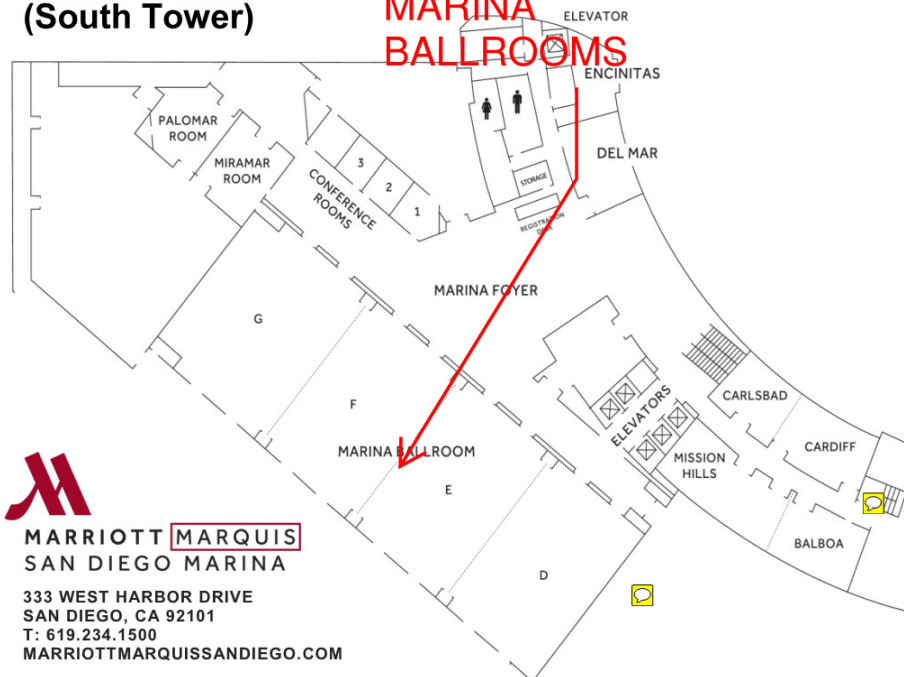 (South Tower)
MARINA
BALLROOMS
ELEVATOR
ENCINITAS
PALOMAR
ROOM
MIRAMAR
ROOM
DEL MAR
3
2
1
CONFERENCE
ROOMS
STORAGE
REGISTRATION
DESK
MARINA FOYER
G
F
MARINA BALLROOM
E
D
ELEVATORS
CARLSBAD
CARDIFF
MISSION
HILLS
BALBOA
MARRIOTT MARQUIS
SAN DIEGO MARINA
333 WEST HARBOR DRIVE
SAN DIEGO, CA 92101
T: 619.234.1500
MARRIOTTMARQUISSANDIEGO.COM